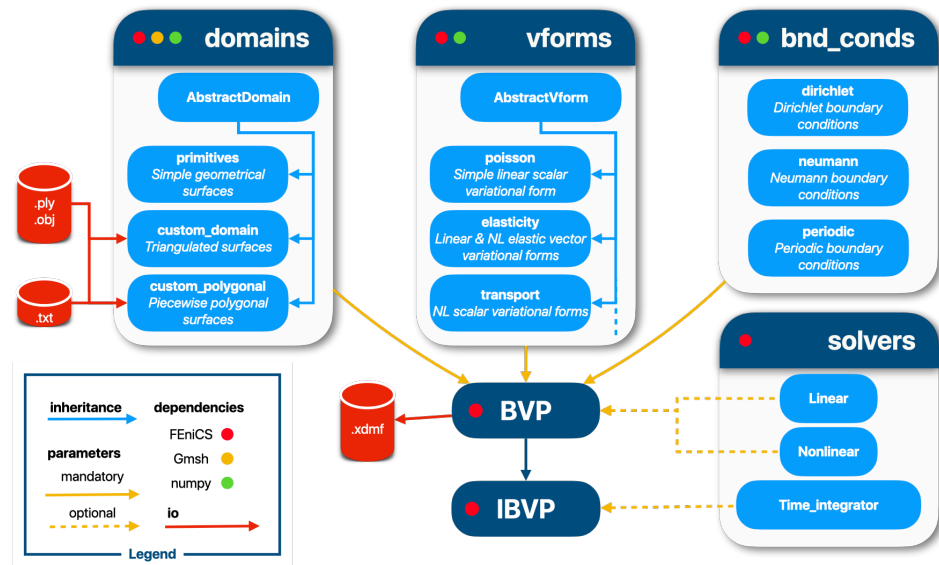 domains
AbstractDomain
primitives
Simple geometrical
surfaces
custom_domain
Triangulated surfaces
custom_polygonal
Piecewise polygonal
surfaces
.ply
.obj
.txt
vforms
AbstractVform
poisson
Simple linear scalar
variational form
elasticity
Linear & NL elastic vector
variational forms
transport
NL scalar variational forms
bnd_conds
dirichlet
Dirichlet boundary
conditions
neumann
Neumann boundary
conditions
periodic
Periodic boundary
conditions
solvers
Linear
Nonlinear
Time_integrator
BVP
.xdmf
IBVP
inheritance
parameters
mandatory
optional
dependencies
FEniCS
Gmsh
numpy
io
Legend